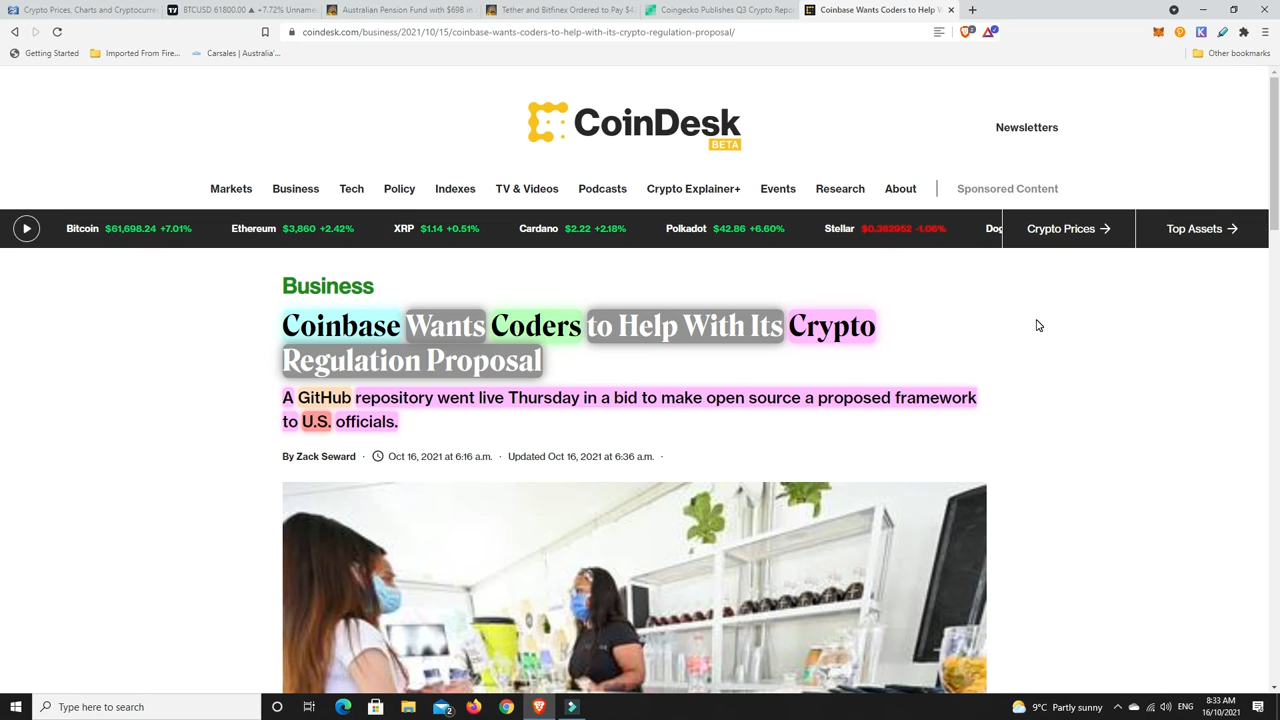 Crypto Prices, Charts and Cryptocurre
BTCUSD 61800.00 ▲ +7.72% Unname
Australian Pension Fund with $698 in
Tether and Bitfinex Ordered to Pay $4
Coingecko Publishes Q3 Crypto Repor
Coinbase Wants Coders to Help W
coindesk.com/business/2021/10/15/coinbase-wants-coders-to-help-with-its-crypto-regulation-proposal/
Getting Started
Imported From Fire...
Carsales | Australia'...
Other bookmarks
CoinDesk
BETA
Newsletters
Markets Business Tech Policy Indexes TV & Videos Podcasts Crypto Explainer+ Events Research About | Sponsored Content
Bitcoin $61,698.24 +7.01% Ethereum $3,860 +2.42% XRP $1.14 +0.51% Cardano $2.22 +2.18% Polkadot $42.86 +6.60% Stellar $0.382952 -1.06% Dog Crypto Prices → Top Assets →
Business
Coinbase Wants Coders to Help With Its Crypto
Regulation Proposal
A GitHub repository went live Thursday in a bid to make open source a proposed framework
to U.S. officials.
By Zack Seward · Oct 16, 2021 at 6:16 a.m. · Updated Oct 16, 2021 at 6:36 a.m. ·
Type here to search
9°C Partly sunny
ENG
8:33 AM
16/10/2021